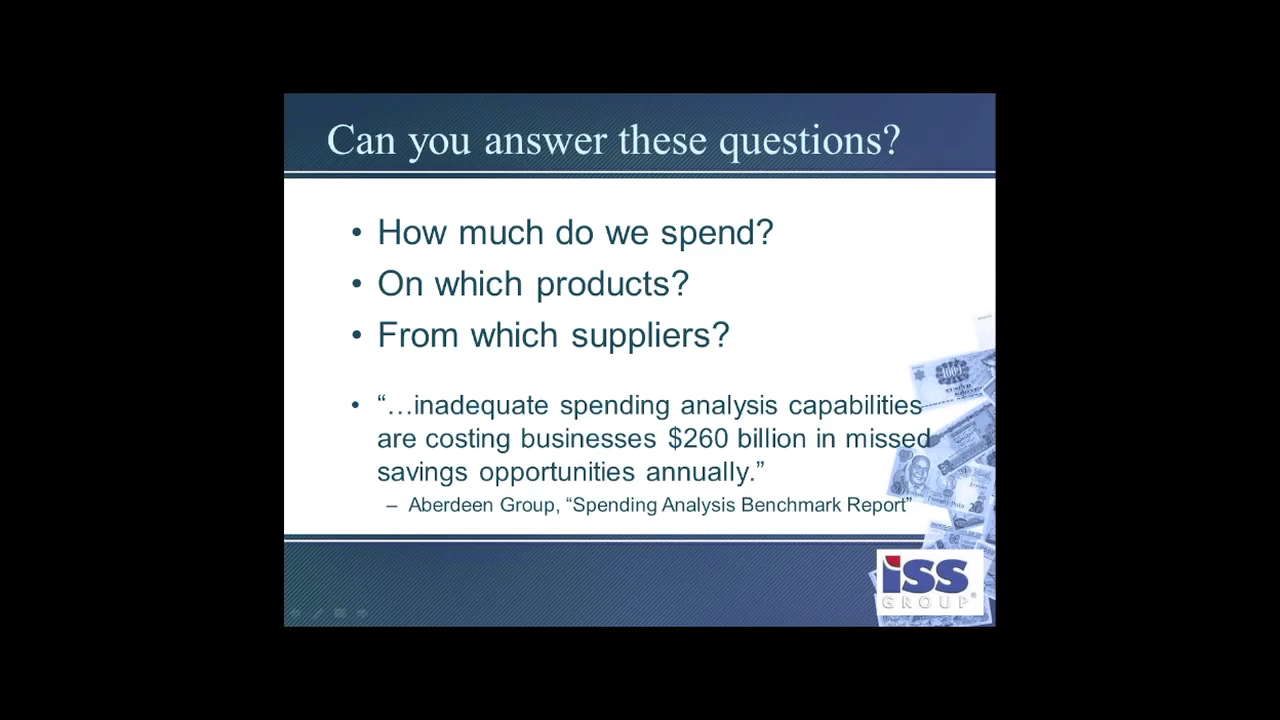 Can you answer these questions?
• How much do we spend?
• On which products?
• From which suppliers?
• “…inadequate spending analysis capabilities
are costing businesses $260 billion in missed
savings opportunities annually.”
– Aberdeen Group, “Spending Analysis Benchmark Report”
iSS
GROUP®